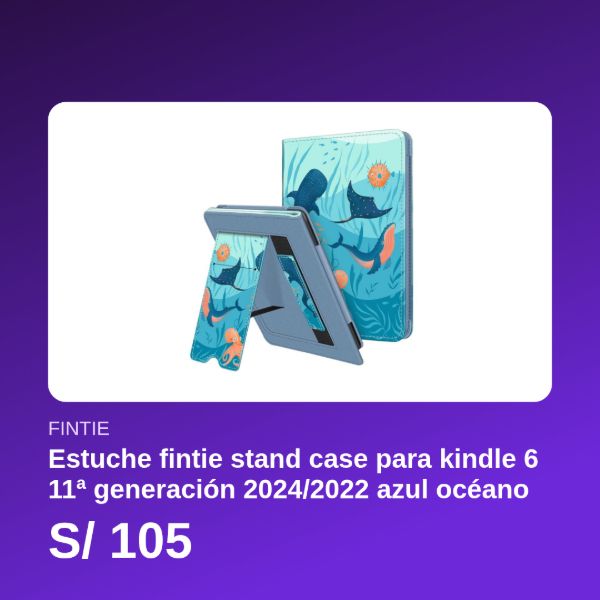 FINTIE
Estuche fintie stand case para kindle 6
11ª generación 2024/2022 azul océano
S/ 105